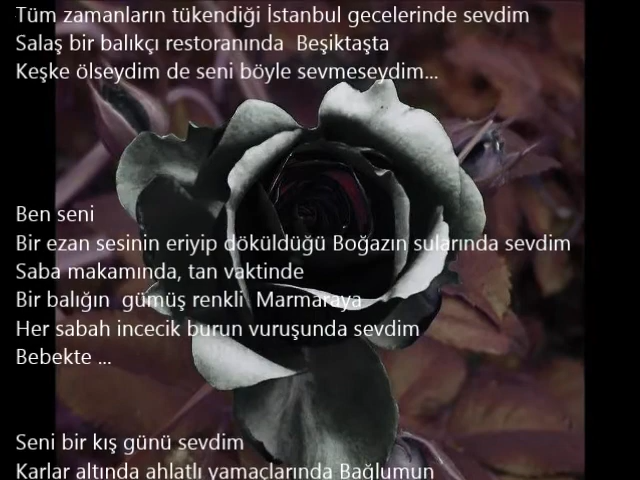 Tüm zamanların tükendiği İstanbul gecelerinde sevdim
Salaş bir balıkçı restoranında Beşiktaşta
Keşke ölseydim de seni böyle sevmeseydim...
Ben seni
Bir ezan sesinin eriyip döküldüğü Boğazın sularında sevdim
Saba makamında, tan vaktinde
Bir balığın gümüş renkli Marmaraya
Her sabah incecik burun vuruşunda sevdim
Bebekte ...
Seni bir kış günü sevdim
Karlar altında ahlatlı yamaçlarında Bağlumun